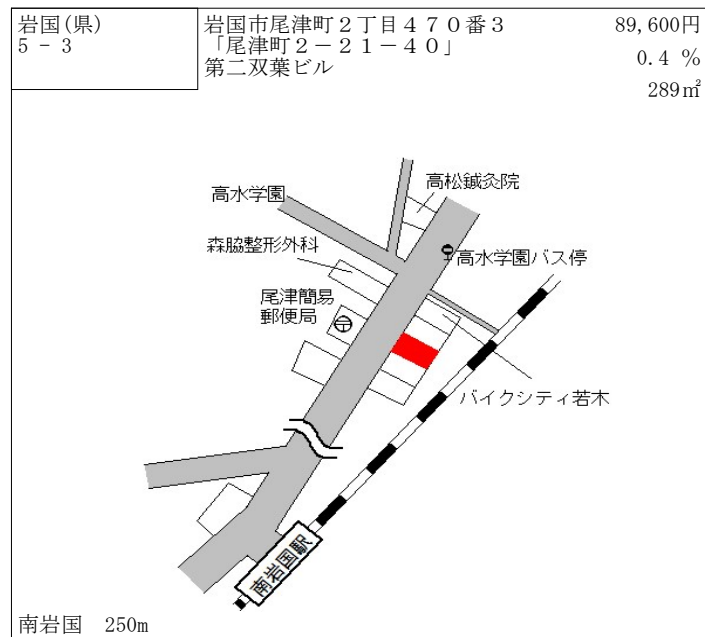 岩国(県)
5 - 3
岩国市尾津町２丁目４７０番３
「尾津町２－２１－４０」
第二双葉ビル
89,600円
0.4 %
289㎡
高松鍼灸院
高水学園
森脇整形外科
高水学園バス停
尾津簡易
郵便局
バイクシティ若木
南岩国駅
南岩国 250m